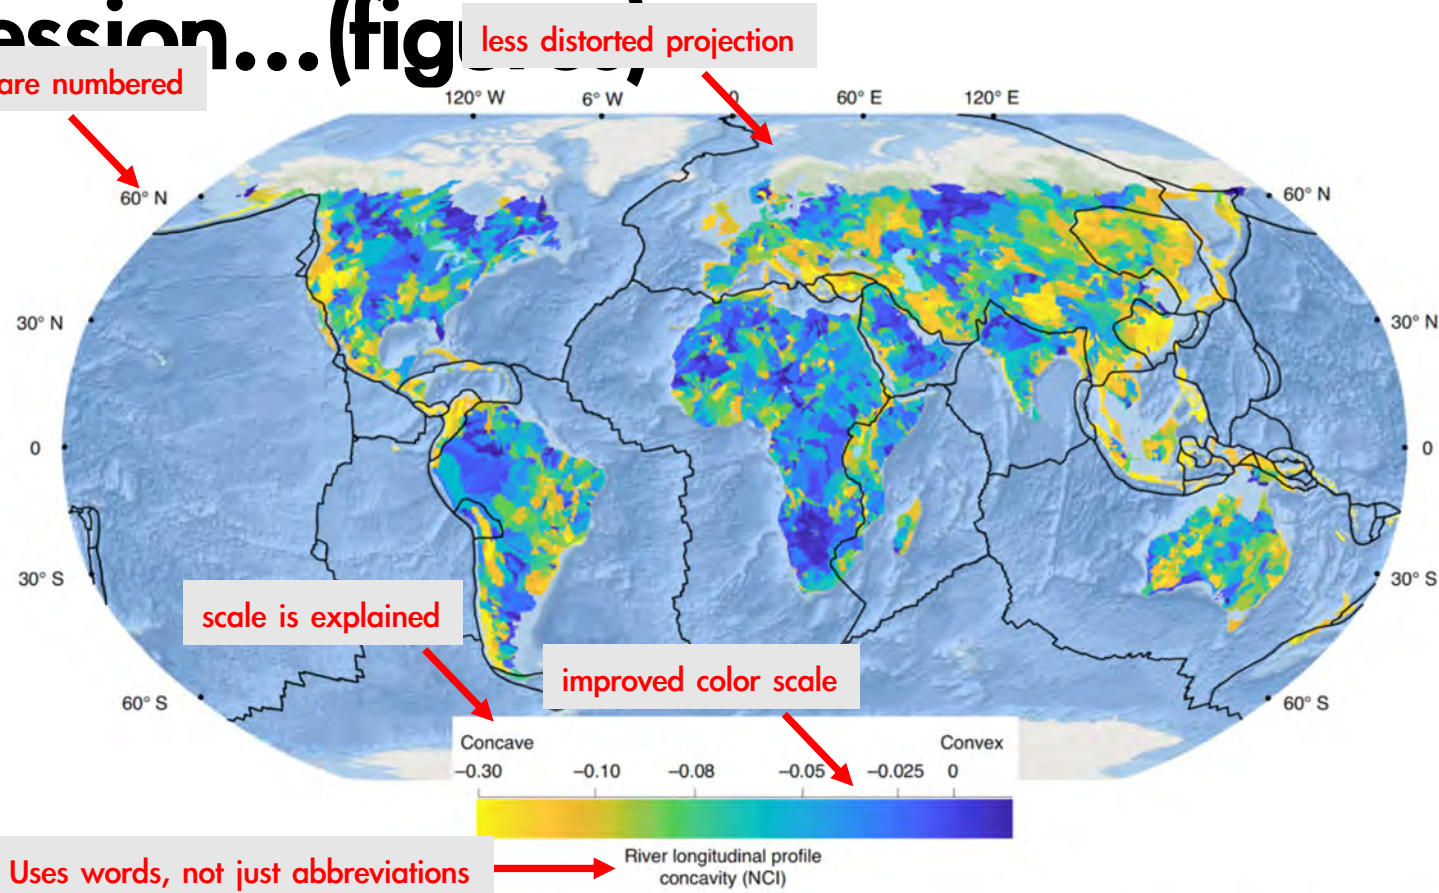 ession...(figures)
less distorted projection
are numbered
120° W 6° W 0 60° E 120° E
60° N 60° N
30° N 30° N
0 0
30° S 30° S
scale is explained
improved color scale
60° S 60° S
Concave Convex
–0.30 –0.10 –0.08 –0.05 –0.025 0
River longitudinal profile
concavity (NCI)
Uses words, not just abbreviations